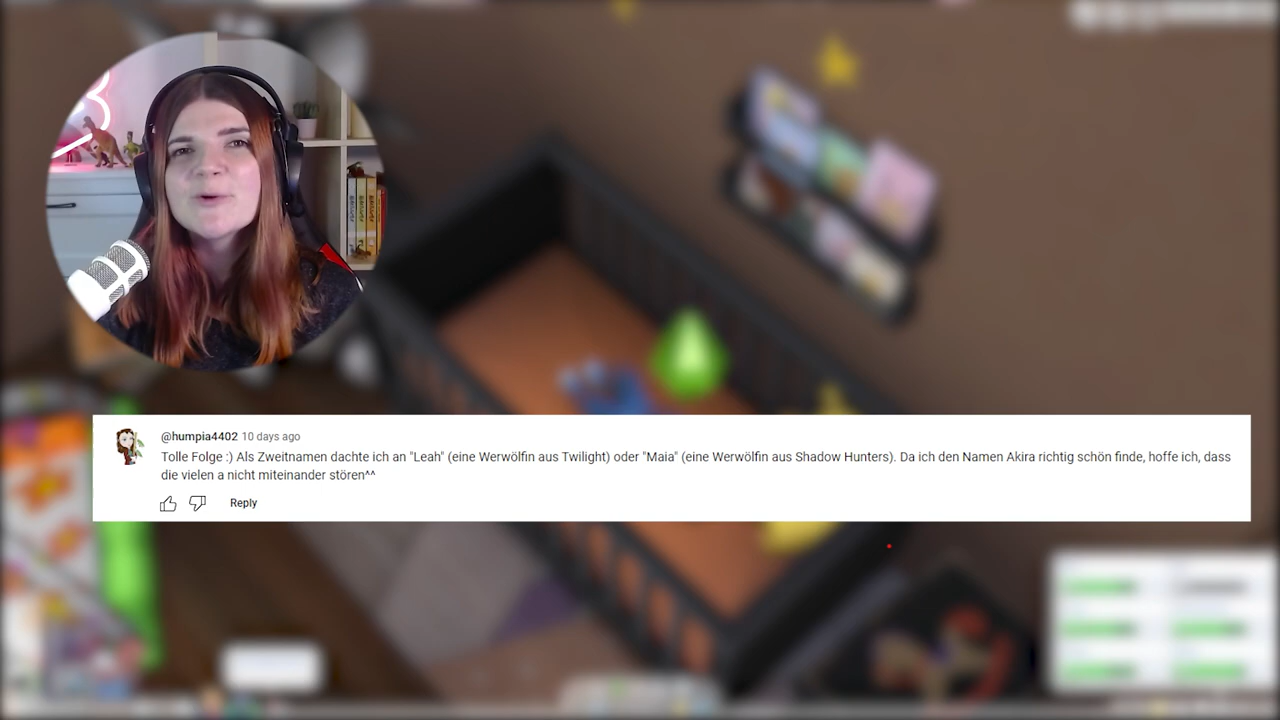 @humpia4402 10 days ago
Tolle Folge :) Als Zweitnamen dachte ich an "Leah" (eine Werwölfin aus Twilight) oder "Maia" (eine Werwölfin aus Shadow Hunters). Da ich den Namen Akira richtig schön finde, hoffe ich, dass
die vielen a nicht miteinander stören^^
Reply